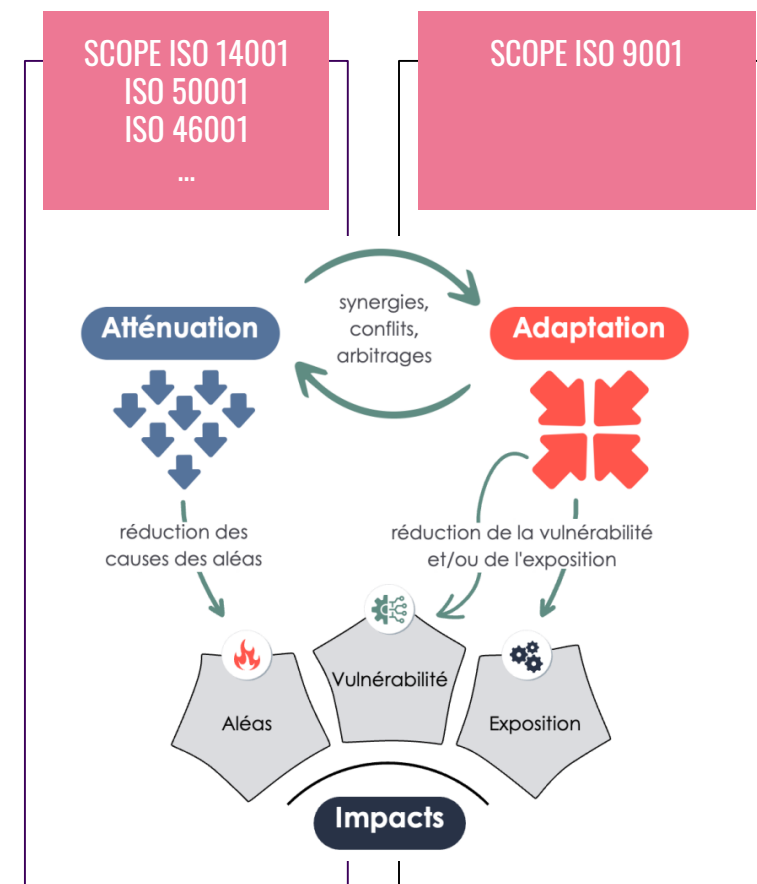 SCOPE ISO 14001
ISO 50001
ISO 46001
...
SCOPE ISO 9001
synergies,
conflits,
arbitrages
Atténuation
Adaptation
réduction des
causes des aléas
réduction de la vulnérabilité
et/ou de l'exposition
Aléas
Vulnérabilité
Exposition
Impacts